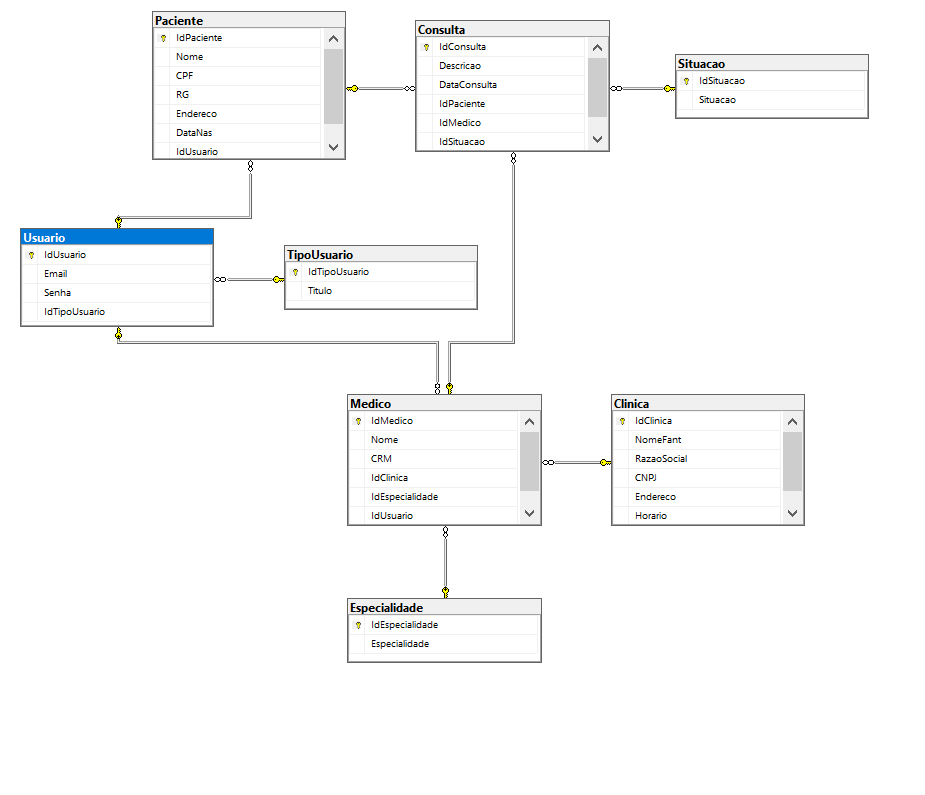 Paciente
IdPaciente
Nome
CPF
RG
Endereco
DataNas
IdUsuario
Consulta
IdConsulta
Descricao
DataConsulta
IdPaciente
IdMedico
IdSituacao
Situacao
IdSituacao
Situacao
Usuario
IdUsuario
Email
Senha
IdTipoUsuario
TipoUsuario
IdTipoUsuario
Titulo
Medico
IdMedico
Nome
CRM
IdClinica
IdEspecialidade
IdUsuario
Clinica
IdClinica
NomeFant
RazaoSocial
CNPJ
Endereco
Horario
Especialidade
IdEspecialidade
Especialidade